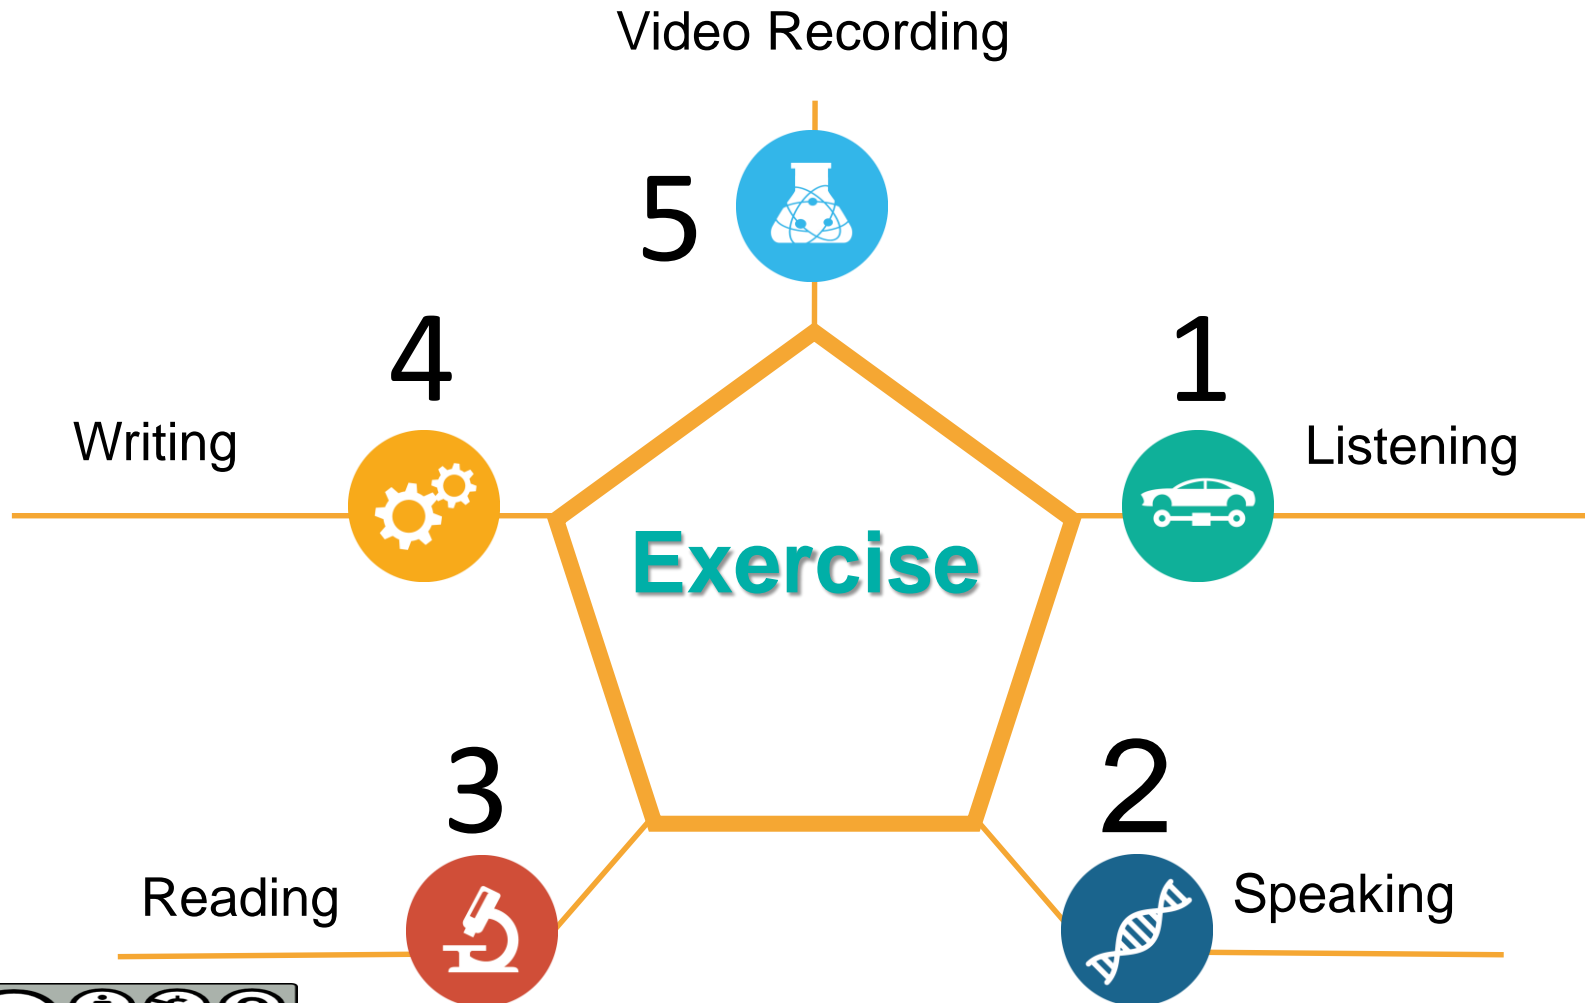 Video Recording
5
4
1
Writing
Listening
Exercise
3
2
Reading
Speaking